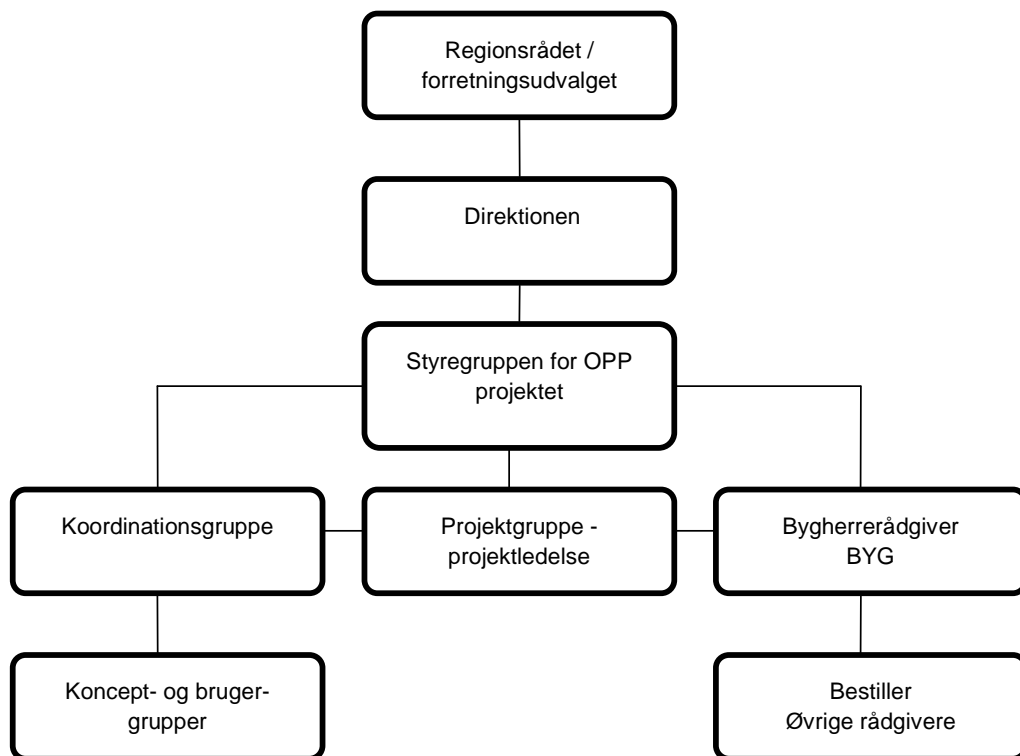 Regionsrådet /
forretningsudvalget
Direktionen
Styregruppen for OPP
projektet
Koordinationsgruppe
Projektgruppe -
projektledelse
Bygherrerådgiver
BYG
Koncept- og bruger-
grupper
Bestiller
Øvrige rådgivere